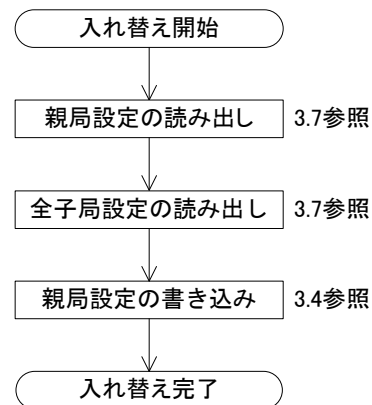 入れ替え開始
親局設定の読み出し 3.7参照
全子局設定の読み出し 3.7参照
親局設定の書き込み 3.4参照
入れ替え完了